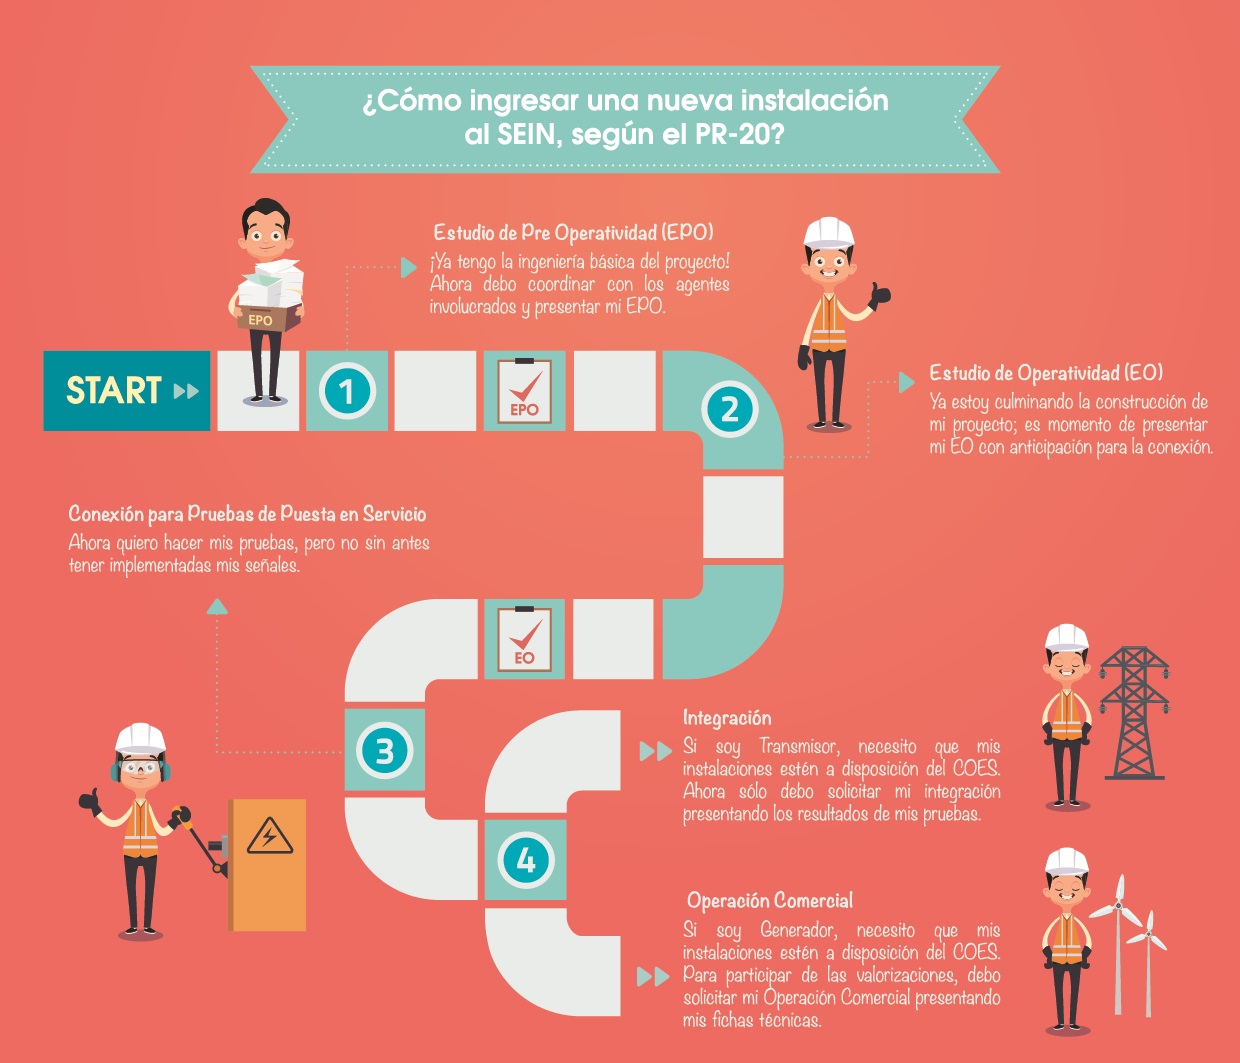 ¿Cómo ingresar una nueva instalación
al SEIN, según el PR-20?
Estudio de Pre Operatividad (EPO)
¡Ya tengo la ingeniería básica del proyecto!
Ahora debo coordinar con los agentes
involucrados y presentar mi EPO.
EPO
START
1
EPO
2
Estudio de Operatividad (EO)
Ya estoy culminando la construcción de
mi proyecto; es momento de presentar
mi EO con anticipación para la conexión.
Conexión para Pruebas de Puesta en Servicio
Ahora quiero hacer mis pruebas, pero no sin antes
tener implementadas mis señales.
EO
3
4
Integración
Si soy Transmisor, necesito que mis
instalaciones estén a disposición del COES.
Ahora sólo debo solicitar mi integración
presentando los resultados de mis pruebas.
Operación Comercial
Si soy Generador, necesito que mis
instalaciones estén a disposición del COES.
Para participar de las valorizaciones, debo
solicitar mi Operación Comercial presentando
mis fichas técnicas.